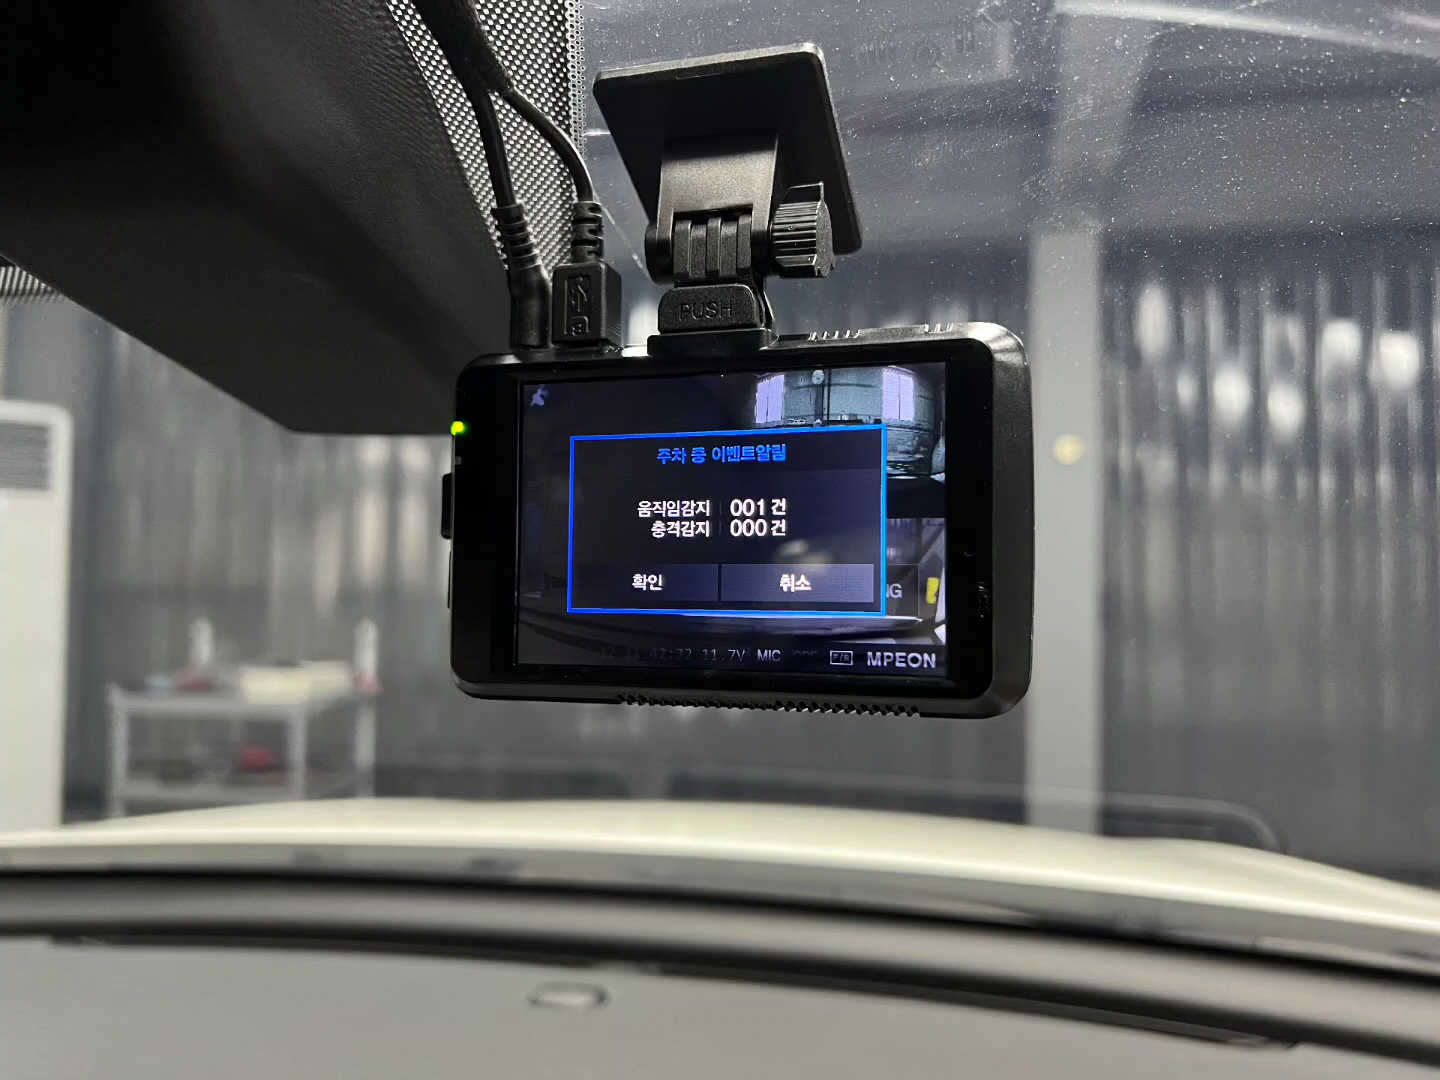 PUSH
주차 중 이벤트알림
움직임감지 001 건
충격감지 000 건
확인 취소
11.7V MIC F/R MPEON